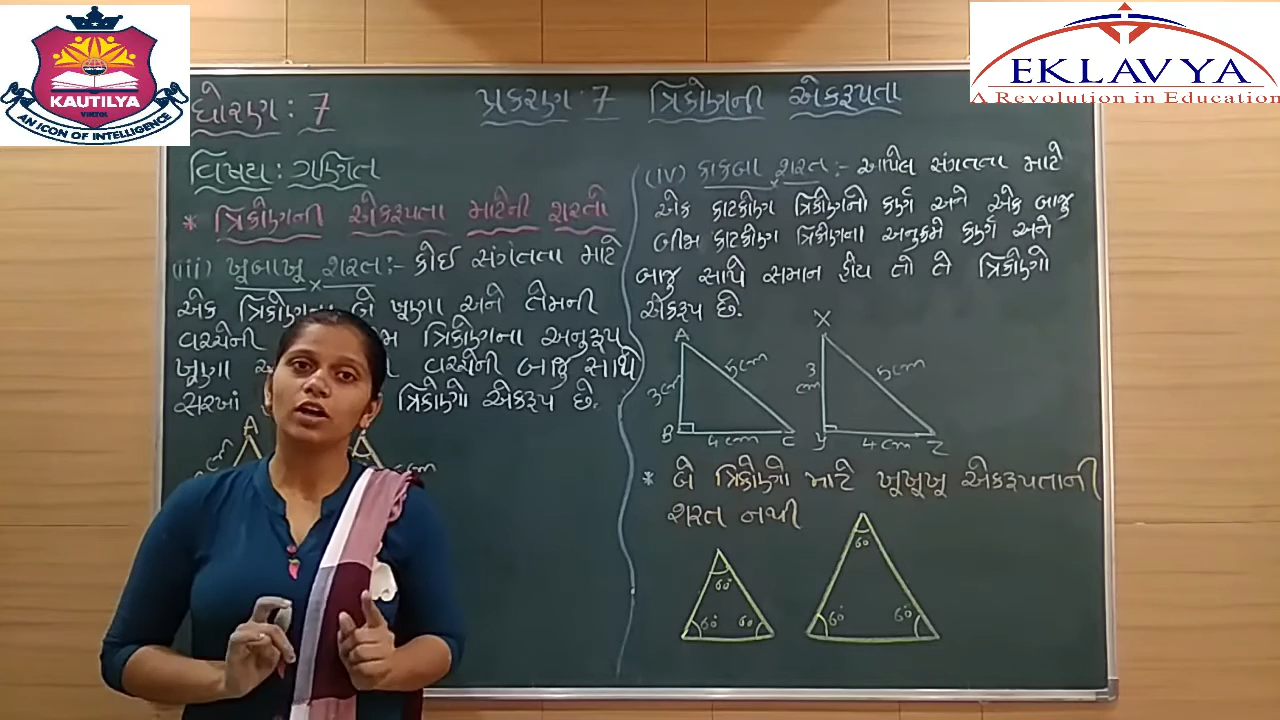 KAUTILYA
VINZOL
AN ICON OF INTELLIGENCE
EKLAVYA
A Revolution in Education
ધોરણ : 7
પ્રકરણ 7 ત્રિકોણની એકરૂપતા
વિષય : ગણિત
* ત્રિકોણની એકરૂપતા માટેની શરતો
(iii) ખૂબાખૂ શરત :- કોઈ સંગતતા માટે
એક ત્રિકોણના બે ખૂણા અને તેમની
વચ્ચેની ત્રિકોણના અનુરૂપ
ખૂણા વચ્ચેની બાજુ સાથે
સરખાં ત્રિકોણો એકરૂપ છે.
A
(iv) કાકબા શરત :- આપેલ સંગતતા માટે
એક કાટકોણ ત્રિકોણનો કર્ણ અને એક બાજુ
બીજા કાટકોણ ત્રિકોણના અનુક્રમે કર્ણ અને
બાજુ સાથે સમાન હોય તો તે ત્રિકોણો
એકરૂપ છે.
A X
3cm 5cm 3 cm 5cm
B 4cm C Y 4cm Z
* બે ત્રિકોણો માટે ખૂખૂખૂ એકરૂપતાની
શરત નથી
60° 60°
60° 60° 60° 60°